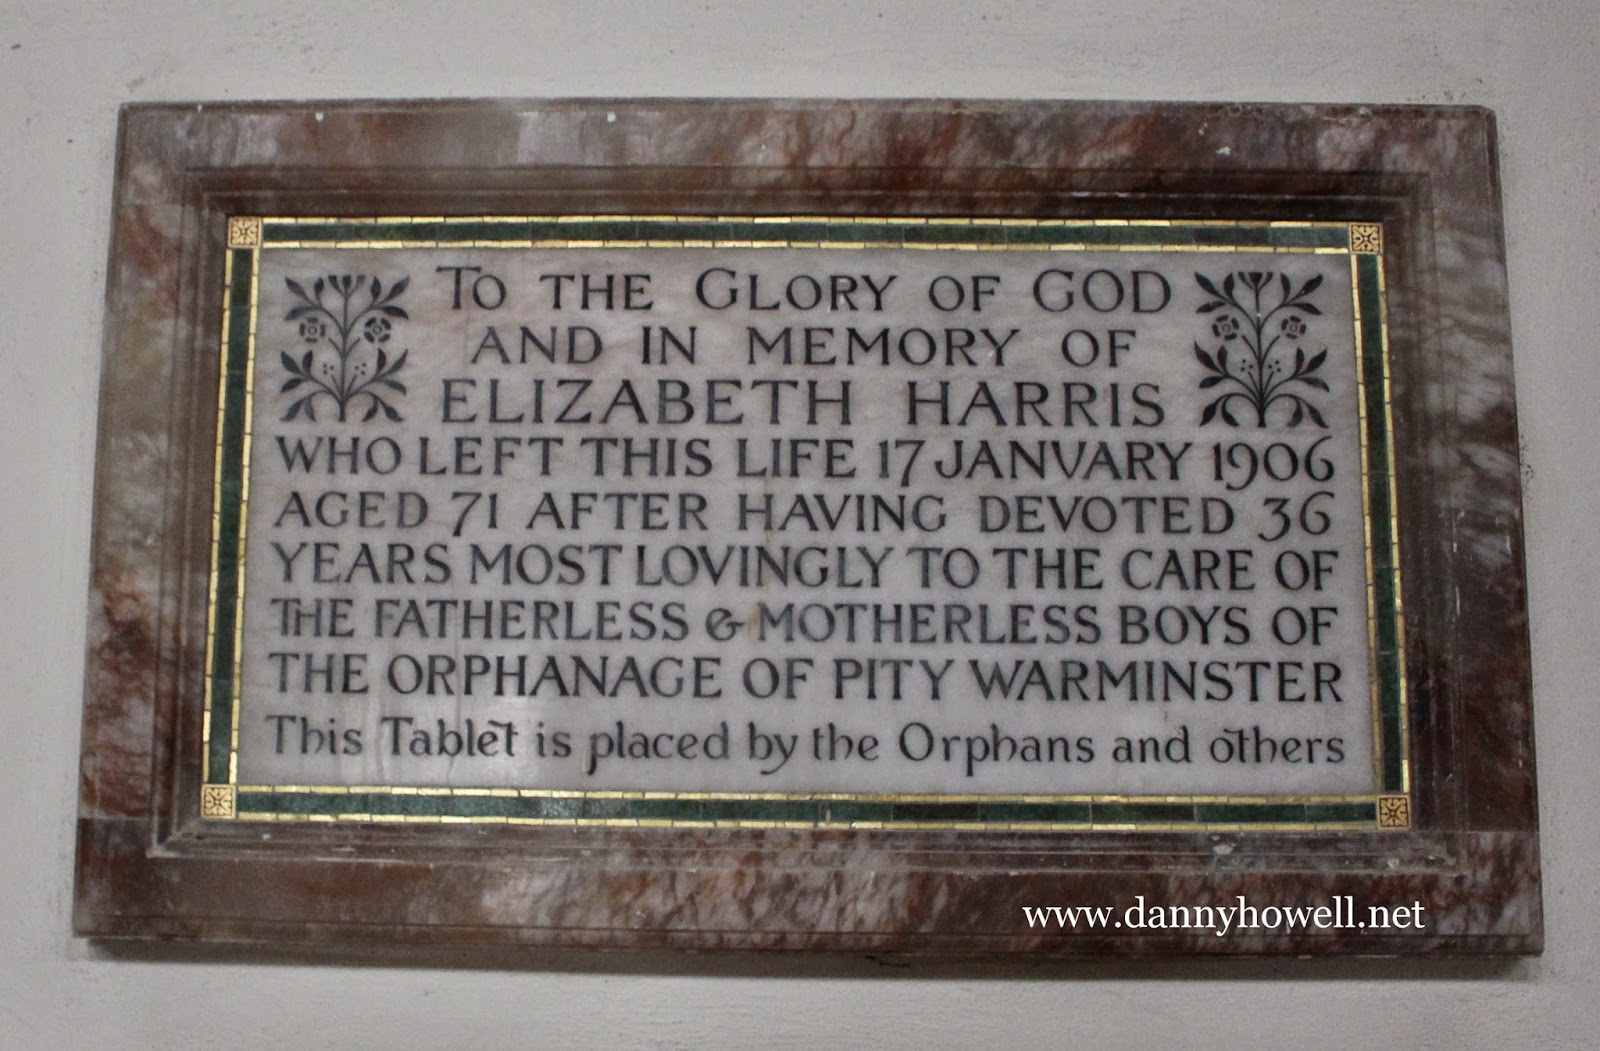 To the Glory of GOD
AND IN MEMORY OF
ELIZABETH HARRIS
WHO LEFT THIS LIFE 17 JANVARY 1906
AGED 71 AFTER HAVING DEVOTED 36
YEARS MOST LOVINGLY TO THE CARE OF
THE FATHERLESS & MOTHERLESS BOYS OF
THE ORPHANAGE OF PITY WARMINSTER
This Tablet is placed by the Orphans and others
www.dannyhowell.net